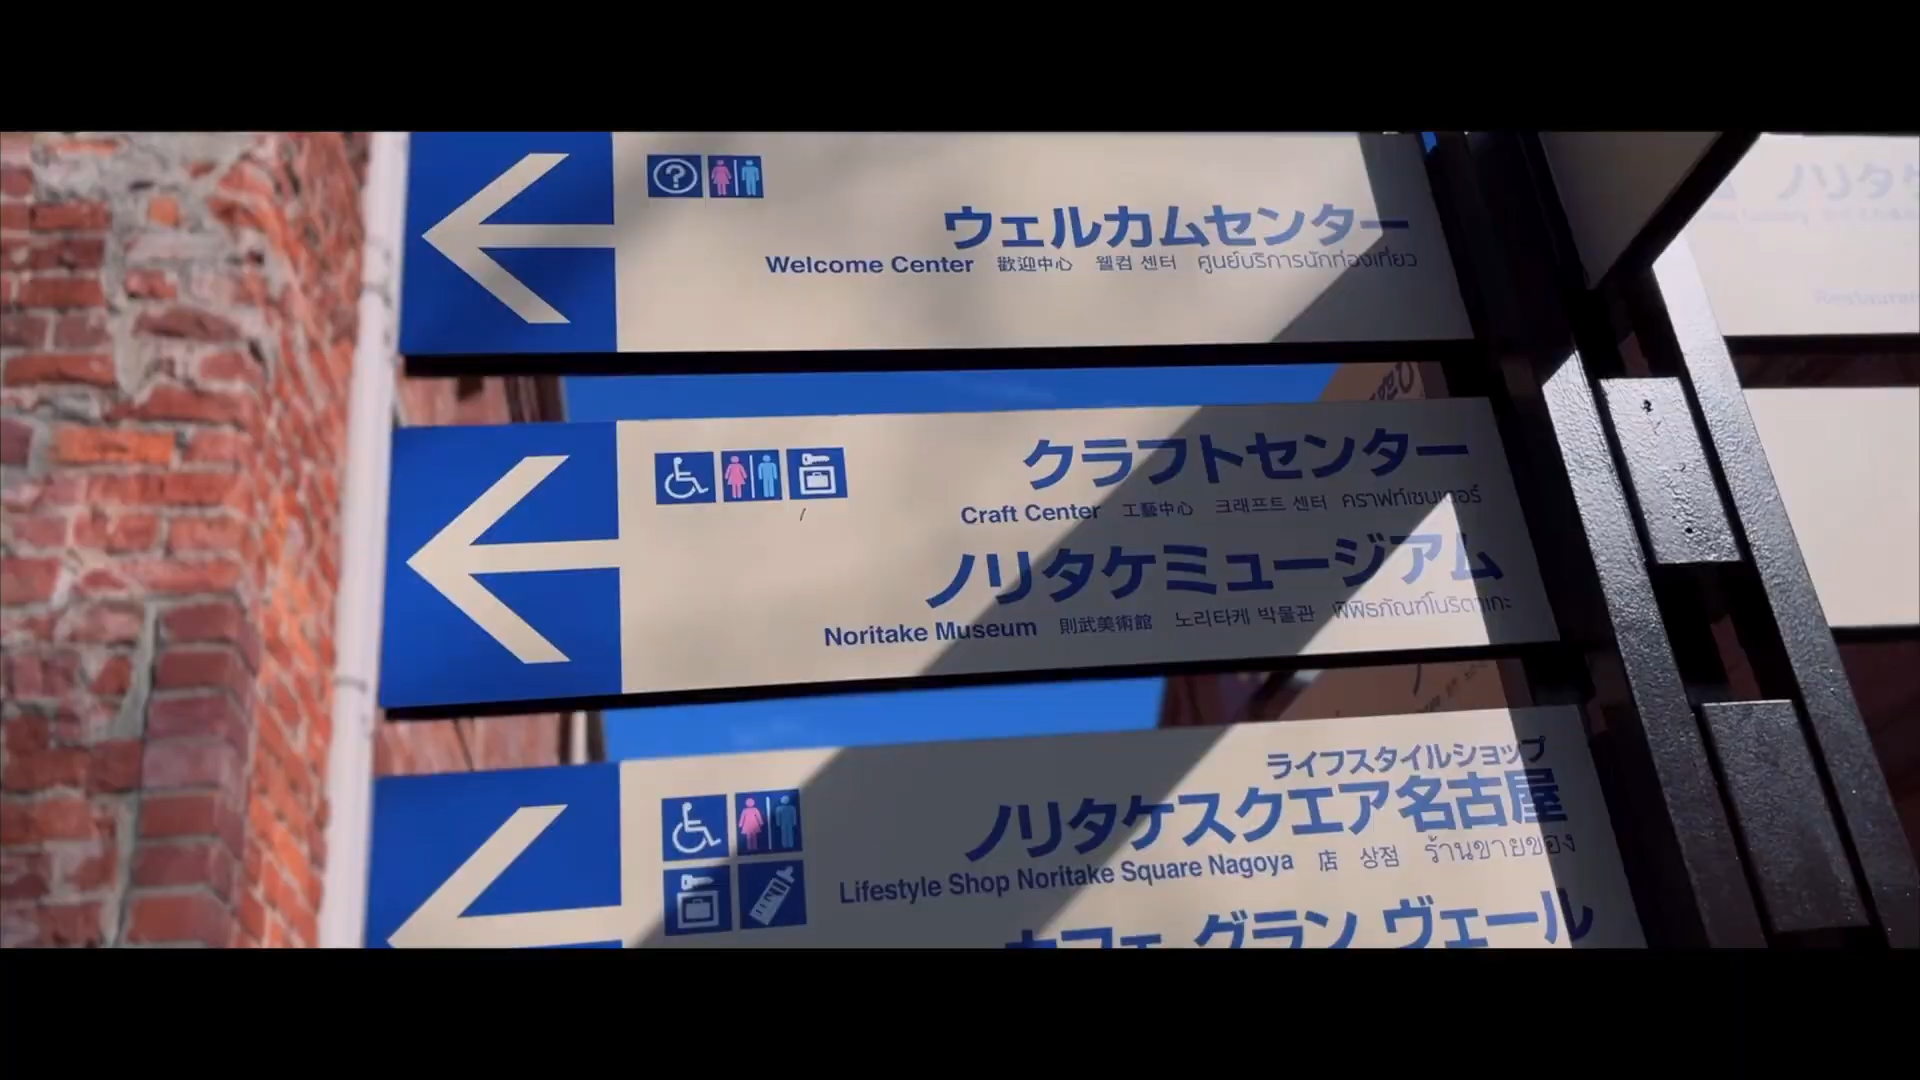 ?
ウェルカムセンター
Welcome Center 歡迎中心 웰컴 센터 ศูนย์บริการนักท่องเที่ยว
クラフトセンター
Craft Center 工藝中心 크래프트 센터 คราฟท์เซนเตอร์
ノリタケミュージアム
Noritake Museum 則武美術館 노리타케 박물관 พิพิธภัณฑ์โนริตาเกะ
ライフスタイルショップ
ノリタケスクエア名古屋
Lifestyle Shop Noritake Square Nagoya 店 상점 ร้านขายของ
カフェ グラン ヴェール
ノリタケ
Restaurant